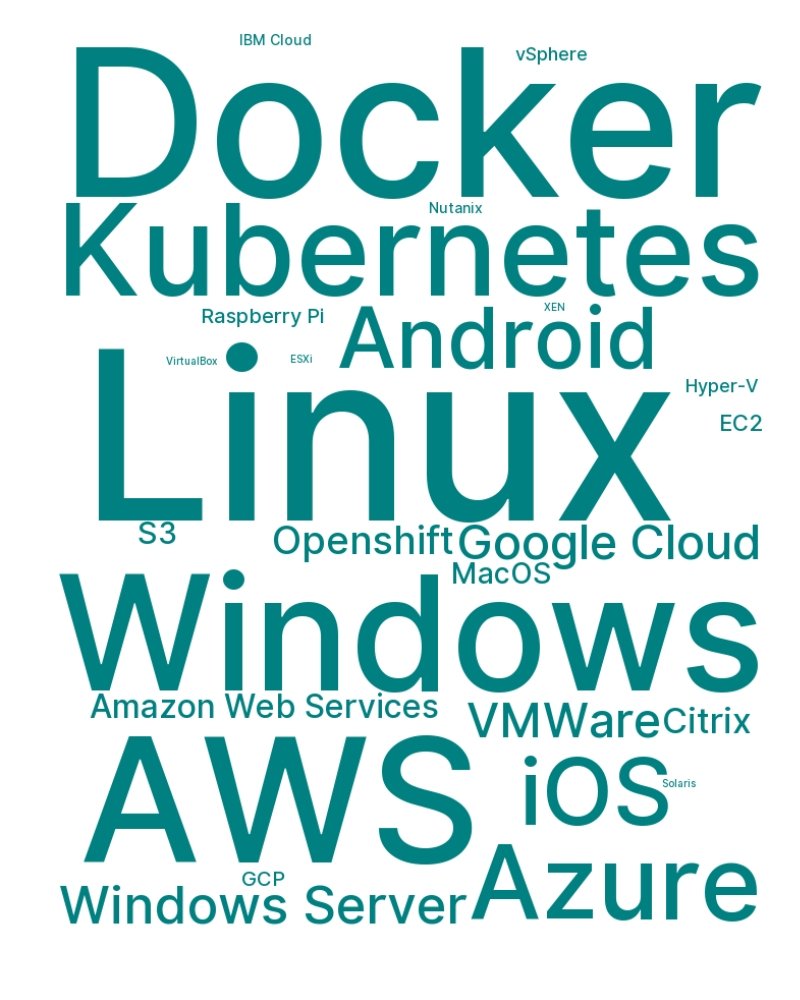 IBM Cloud
vSphere
Docker
Nutanix
Kubernetes
XEN
Raspberry Pi
Android
VirtualBox
ESXi
Hyper-V
EC2
Linux
S3
Openshift
Google Cloud
MacOS
Windows
Amazon Web Services
VMWare
Citrix
AWS
iOS
Solaris
GCP
Azure
Windows Server